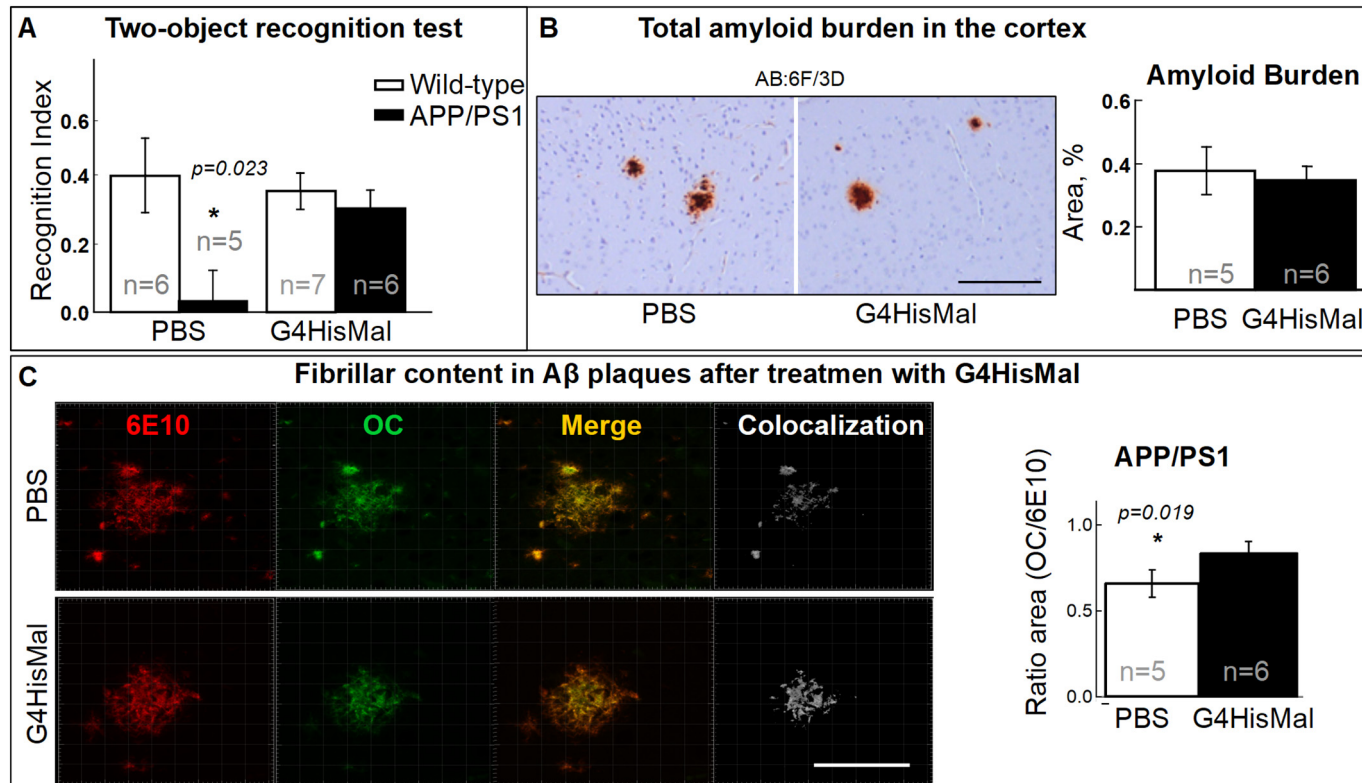 A Two-object recognition test
Wild-type
APP/PS1
Recognition Index
0.6
0.4
0.2
0.0
p=0.023
*
n=5
n=6
n=7
n=6
PBS
G4HisMal
B Total amyloid burden in the cortex
AB:6F/3D
PBS
G4HisMal
Amyloid Burden
Area, %
0.6
0.4
0.2
n=5
n=6
PBS G4HisMal
C Fibrillar content in Aβ plaques after treatmen with G4HisMal
6E10
OC
Merge
Colocalization
PBS
G4HisMal
APP/PS1
Ratio area (OC/6E10)
1.0
0.5
0.0
p=0.019
*
n=5
n=6
PBS G4HisMal